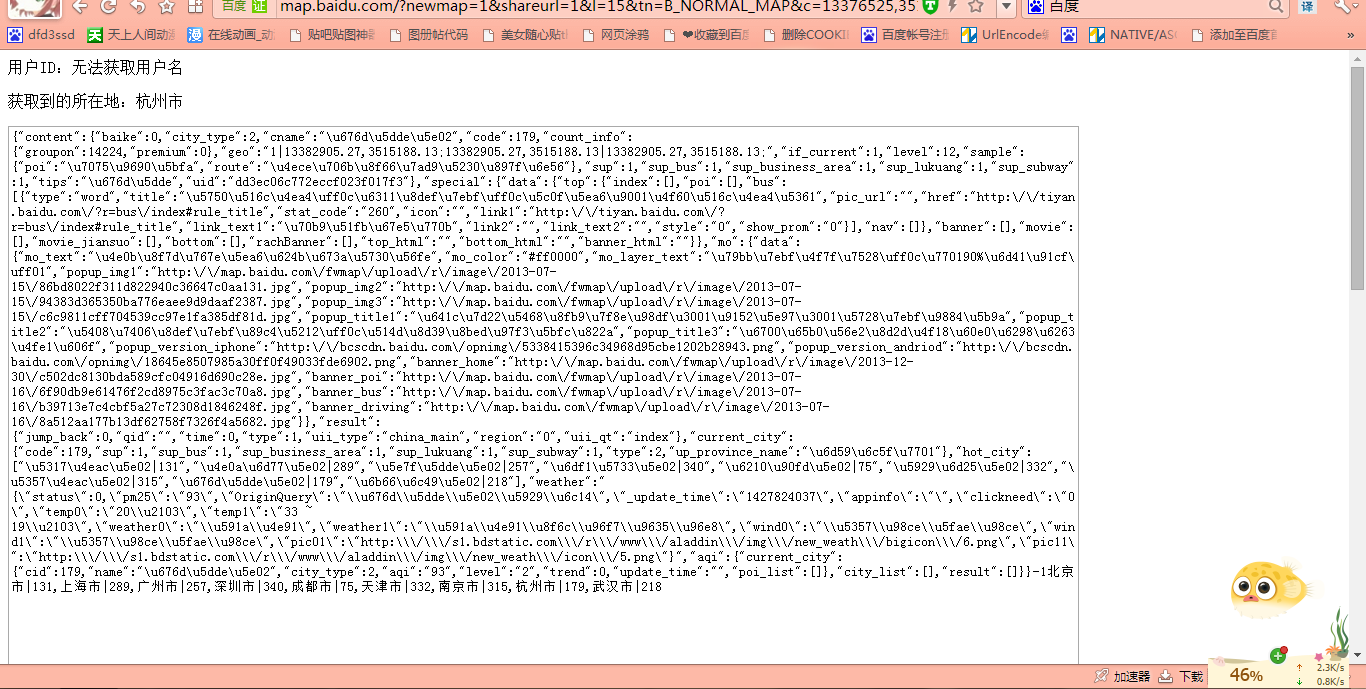 百度 证 map.baidu.com/?newmap=1&shareurl=1&l=15&tn=B_NORMAL_MAP&c=13376525,35 百度 译
dfd3ssd 天上人间动 在线动画_动 贴吧贴图神 图册帖代码 美女随心贴 网页涂鸦 ❤收藏到百 删除COOKI 百度帐号注 UrlEncode NATIVE/ASC 添加至百度 »
用户ID：无法获取用户名
获取到的所在地：杭州市
{"content":{"baike":0,"city_type":2,"cname":"\u676d\u5dde\u5e02","code":179,"count_info":
{"groupon":14224,"premium":0},"geo":"1|13382905.27,3515188.13;13382905.27,3515188.13|13382905.27,3515188.13;","if_current":1,"level":12,"sample":
{"poi":"\u7075\u9690\u5bfa","route":"\u4ece\u706b\u8f66\u7ad9\u5230\u897f\u6e56"},"sup":1,"sup_bus":1,"sup_business_area":1,"sup_lukuang":1,"sup_subway"
:1,"tips":"\u676d\u5dde","uid":"dd3ec06c772eccf023f017f3"},"special":{"data":{"top":{"index":[],"poi":[],"bus":
[{"type":"word","title":"\u5750\u516c\u4ea4\uff0c\u6311\u8def\u7ebf\uff0c\u5c0f\u5ea6\u9001\u4f60\u516c\u4ea4\u5361","pic_url":"","href":"http:\/\/tiyan
.baidu.com\/?r=bus\/index#rule_title","stat_code":"260","icon":"","link1":"http:\/\/tiyan.baidu.com\/?
r=bus\/index#rule_title","link_text1":"\u70b9\u51fb\u67e5\u770b","link2":"","link_text2":"","style":"0","show_prom":"0"}],"nav":[]},"banner":[],"movie":
[],"movie_jiansuo":[],"bottom":[],"rachBanner":[],"top_html":"","bottom_html":"","banner_html":""}},"mo":{"data":
{"mo_text":"\u4e0b\u8f7d\u767e\u5ea6\u624b\u673a\u5730\u56fe","mo_color":"#ff0000","mo_layer_text":"\u79bb\u7ebf\u4f7f\u7528\uff0c\u770190%\u6d41\u91cf\
uff01","popup_img1":"http:\/\/map.baidu.com\/fwmap\/upload\/r\/image\/2013-07-
15\/86bd8022f311d822940c36647c0aa131.jpg","popup_img2":"http:\/\/map.baidu.com\/fwmap\/upload\/r\/image\/2013-07-
15\/94383d365350ba776eaee9d9daaf2387.jpg","popup_img3":"http:\/\/map.baidu.com\/fwmap\/upload\/r\/image\/2013-07-
15\/c6c9811cff704539cc97e1fa385df81d.jpg","popup_title1":"\u641c\u7d22\u5468\u8fb9\u7f8e\u98df\u3001\u9152\u5e97\u3001\u5728\u7ebf\u9884\u5b9a","popup_t
itle2":"\u5408\u7406\u8def\u7ebf\u89c4\u5212\uff0c\u514d\u8d39\u8bed\u97f3\u5bfc\u822a","popup_title3":"\u6700\u65b0\u56e2\u8d2d\u4f18\u60e0\u6298\u6263
\u4fe1\u606f","popup_version_iphone":"http:\/\/bcscdn.baidu.com\/opnimg\/5338415396c34968d95cbe1202b28943.png","popup_version_andriod":"http:\/\/bcscdn.
baidu.com\/opnimg\/18645e8507985a30ff0f49033fde6902.png","banner_home":"http:\/\/map.baidu.com\/fwmap\/upload\/r\/image\/2013-12-
30\/c502dc8130bda589cfc04916d690c28e.jpg","banner_poi":"http:\/\/map.baidu.com\/fwmap\/upload\/r\/image\/2013-07-
16\/6f90db9e61476f2cd8975c3fac3c70a8.jpg","banner_bus":"http:\/\/map.baidu.com\/fwmap\/upload\/r\/image\/2013-07-
16\/b39713e7c4cbf5a27c72308d1846248f.jpg","banner_driving":"http:\/\/map.baidu.com\/fwmap\/upload\/r\/image\/2013-07-
16\/8a512aa177b13df62758f7326f4a5682.jpg"}},"result":
{"jump_back":0,"qid":"","time":0,"type":1,"uii_type":"china_main","region":"0","uii_qt":"index"},"current_city":
{"code":179,"sup":1,"sup_bus":1,"sup_business_area":1,"sup_lukuang":1,"sup_subway":1,"type":2,"up_province_name":"\u6d59\u6c5f\u7701"},"hot_city":
["\u5317\u4eac\u5e02|131","\u4e0a\u6d77\u5e02|289","\u5e7f\u5dde\u5e02|257","\u6df1\u5733\u5e02|340","\u6210\u90fd\u5e02|75","\u5929\u6d25\u5e02|332","\
u5357\u4eac\u5e02|315","\u676d\u5dde\u5e02|179","\u6b66\u6c49\u5e02|218"],"weather":"
{\"status\":0,\"pm25\":\"93\",\"OriginQuery\":\"\\u676d\\u5dde\\u5e02\\u5929\\u6c14\",\"_update_time\":\"1427824037\",\"appinfo\":\"\",\"clickneed\":\"0
\",\"temp0\":\"20\\u2103\",\"temp1\":\"33 ~
19\\u2103\",\"weather0\":\"\\u591a\\u4e91\",\"weather1\":\"\\u591a\\u4e91\\u8f6c\\u96f7\\u9635\\u96e8\",\"wind0\":\"\\u5357\\u98ce\\u5fae\\u98ce\",\"win
d1\":\"\\u5357\\u98ce\\u5fae\\u98ce\",\"pic01\":\"http:\\\/\\\/s1.bdstatic.com\\\/r\\\/www\\\/aladdin\\\/img\\\/new_weath\\\/bigicon\\\/6.png\",\"pic11\
":\"http:\\\/\\\/s1.bdstatic.com\\\/r\\\/www\\\/aladdin\\\/img\\\/new_weath\\\/icon\\\/5.png\"}","aqi":{"current_city":
{"cid":179,"name":"\u676d\u5dde\u5e02","city_type":2,"aqi":"93","level":"2","trend":0,"update_time":"","poi_list":[]},"city_list":[],"result":[]}}-1北京
市|131,上海市|289,广州市|257,深圳市|340,成都市|75,天津市|332,南京市|315,杭州市|179,武汉市|218
加速器 下载 46% ↑ 2.3K/s
↓ 0.8K/s